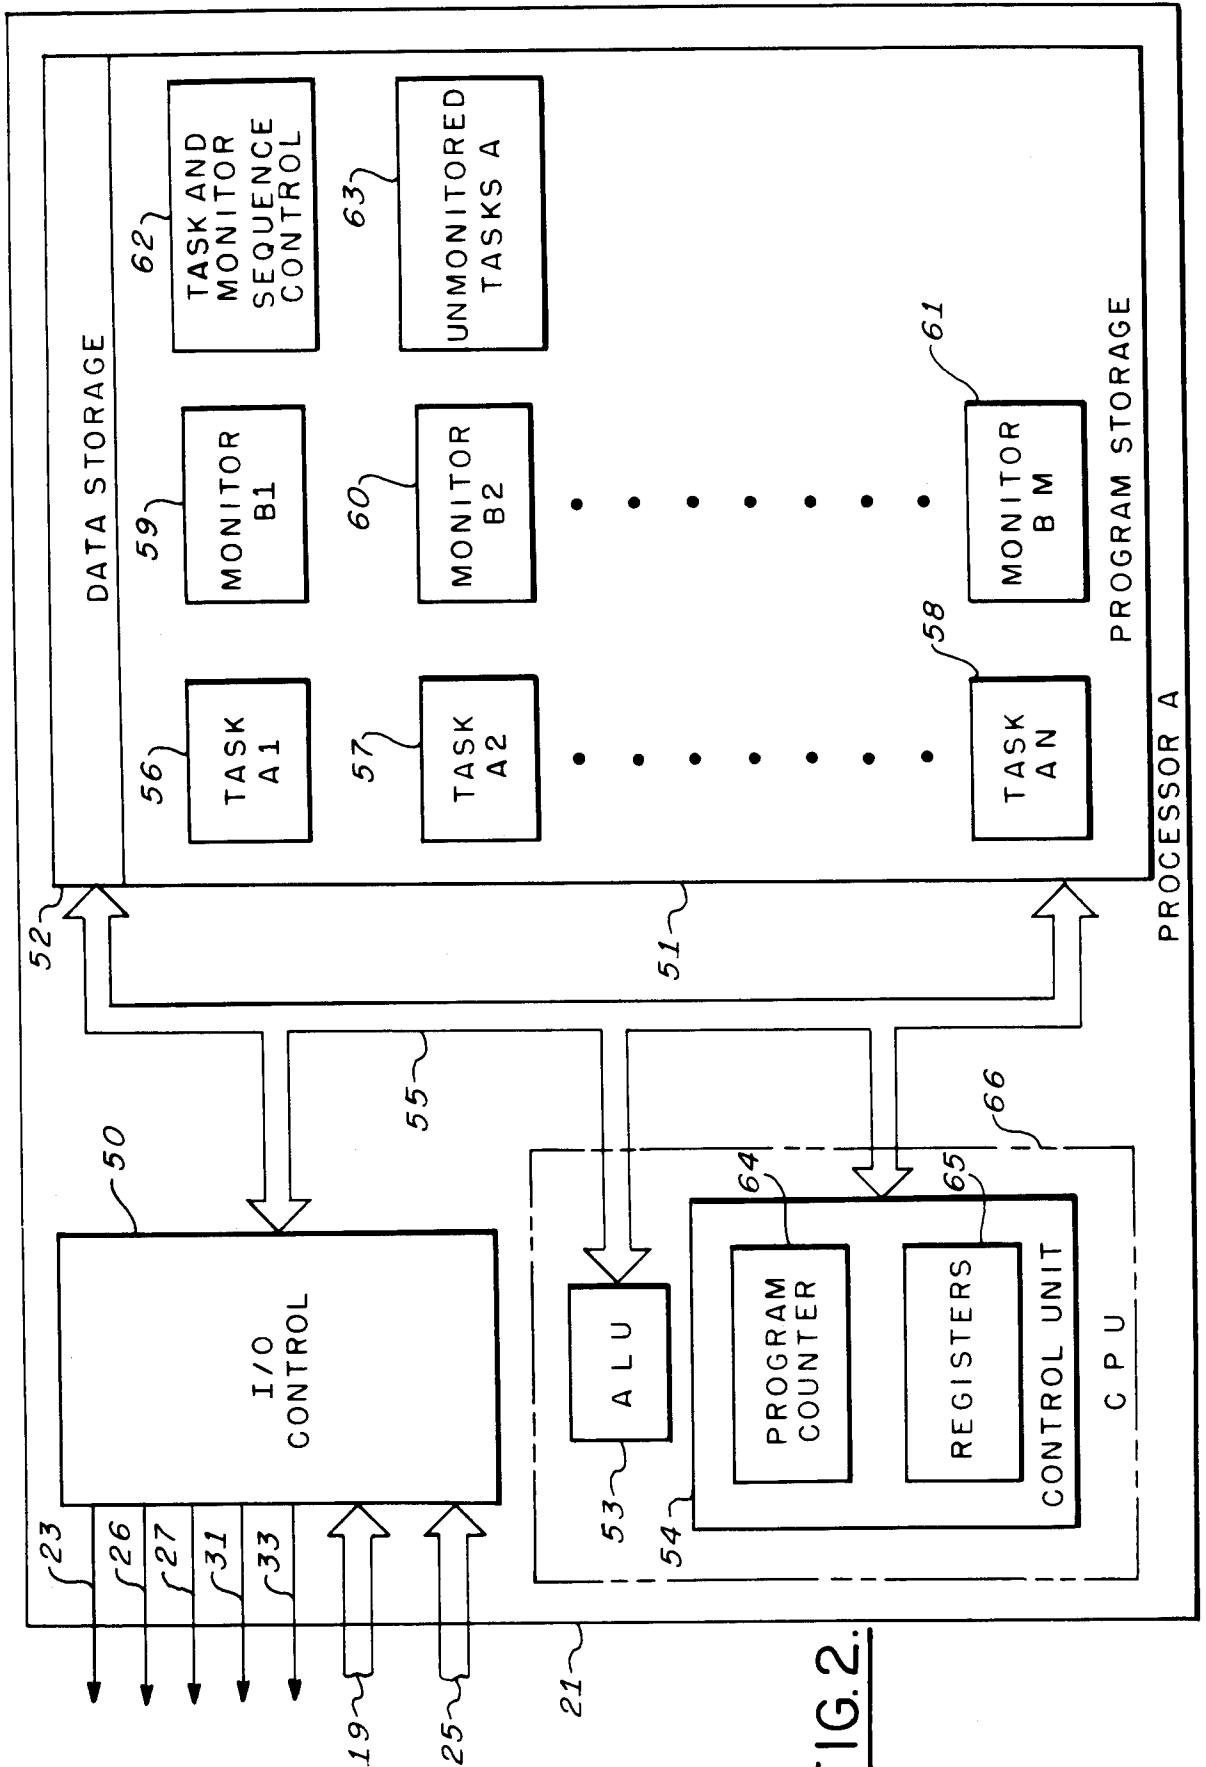 23
26
27
31
33
19
25
I/O
CONTROL
50
55
21
53
ALU
54
PROGRAM
COUNTER
64
REGISTERS
65
CONTROL UNIT
CPU
66
52
DATA STORAGE
51
56
TASK
A1
59
MONITOR
B1
62
TASK AND
MONITOR
SEQUENCE
CONTROL
57
TASK
A2
60
MONITOR
B2
63
UNMONITORED
TASKS A
58
TASK
AN
61
MONITOR
BM
PROGRAM STORAGE
PROCESSOR A
FIG.2.